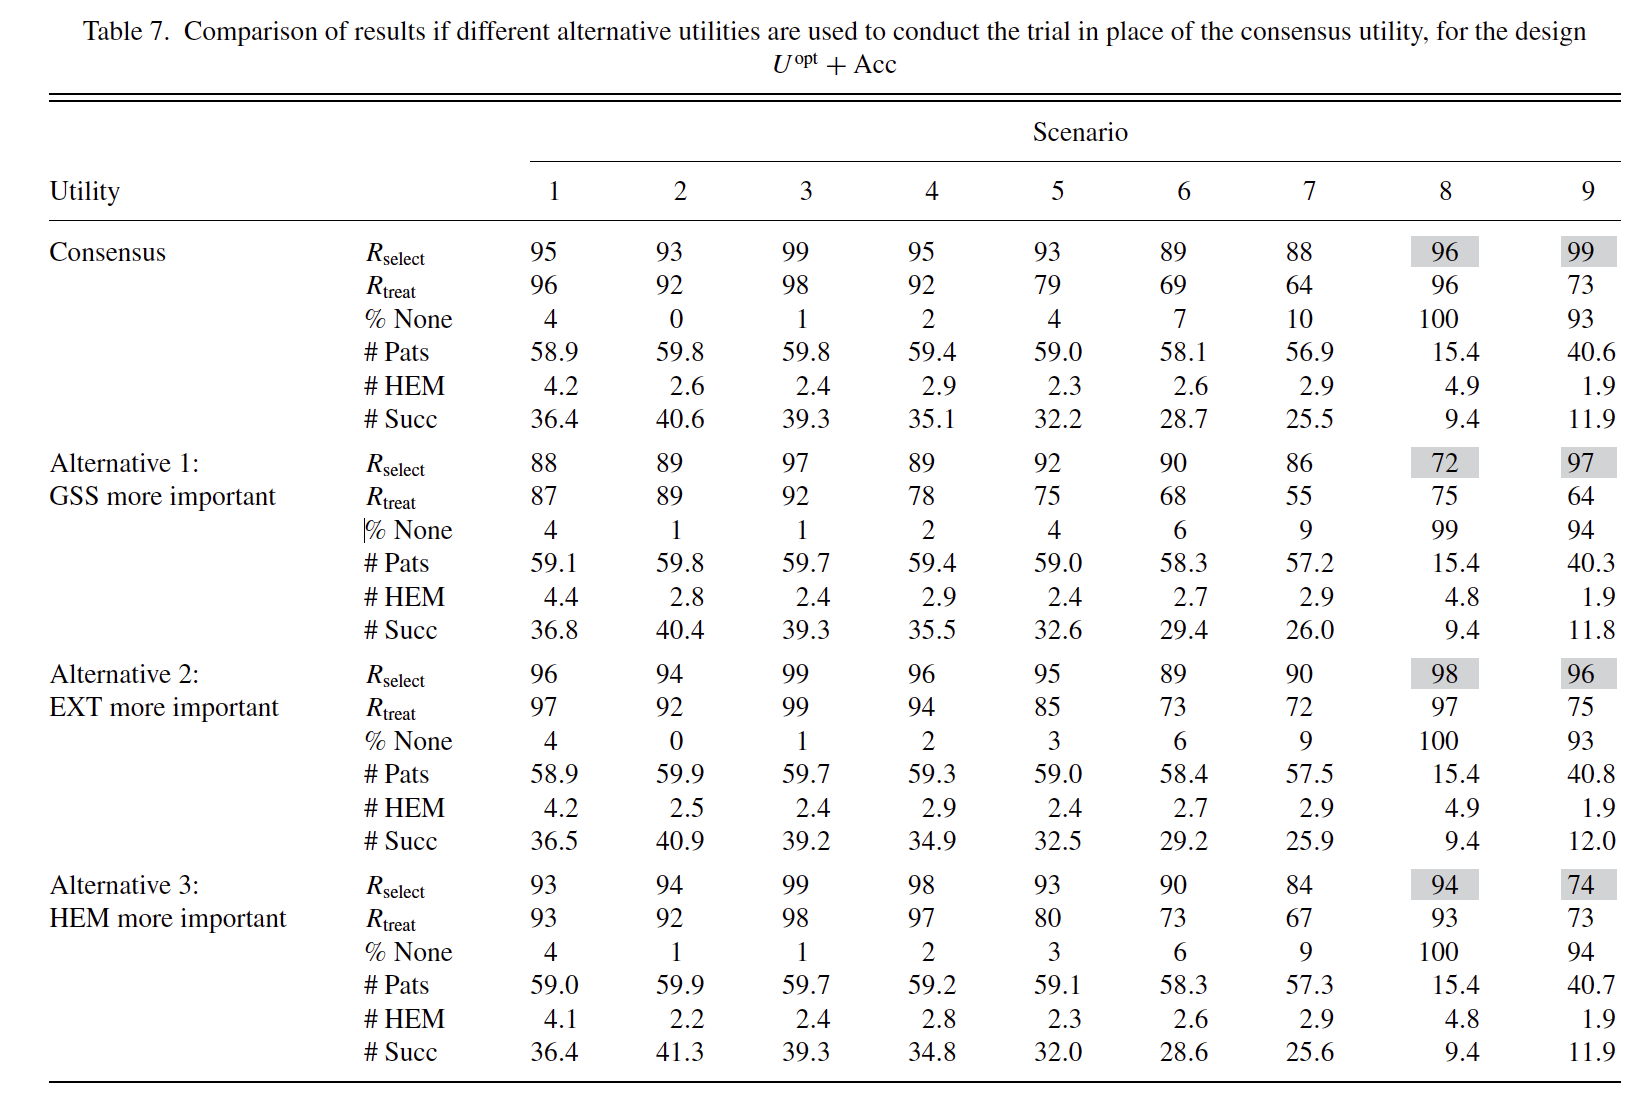 Table 7. Comparison of results if different alternative utilities are used to conduct the trial in place of the consensus utility, for the design
U^opt + Acc
Scenario
Utility 1 2 3 4 5 6 7 8 9
Consensus R_select 95 93 99 95 93 89 88 96 99
R_treat 96 92 98 92 79 69 64 96 73
% None 4 0 1 2 4 7 10 100 93
# Pats 58.9 59.8 59.8 59.4 59.0 58.1 56.9 15.4 40.6
# HEM 4.2 2.6 2.4 2.9 2.3 2.6 2.9 4.9 1.9
# Succ 36.4 40.6 39.3 35.1 32.2 28.7 25.5 9.4 11.9
Alternative 1: R_select 88 89 97 89 92 90 86 72 97
GSS more important R_treat 87 89 92 78 75 68 55 75 64
% None 4 1 1 2 4 6 9 99 94
# Pats 59.1 59.8 59.7 59.4 59.0 58.3 57.2 15.4 40.3
# HEM 4.4 2.8 2.4 2.9 2.4 2.7 2.9 4.8 1.9
# Succ 36.8 40.4 39.3 35.5 32.6 29.4 26.0 9.4 11.8
Alternative 2: R_select 96 94 99 96 95 89 90 98 96
EXT more important R_treat 97 92 99 94 85 73 72 97 75
% None 4 0 1 2 3 6 9 100 93
# Pats 58.9 59.9 59.7 59.3 59.0 58.4 57.5 15.4 40.8
# HEM 4.2 2.5 2.4 2.9 2.4 2.7 2.9 4.9 1.9
# Succ 36.5 40.9 39.2 34.9 32.5 29.2 25.9 9.4 12.0
Alternative 3: R_select 93 94 99 98 93 90 84 94 74
HEM more important R_treat 93 92 98 97 80 73 67 93 73
% None 4 1 1 2 3 6 9 100 94
# Pats 59.0 59.9 59.7 59.2 59.1 58.3 57.3 15.4 40.7
# HEM 4.1 2.2 2.4 2.8 2.3 2.6 2.9 4.8 1.9
# Succ 36.4 41.3 39.3 34.8 32.0 28.6 25.6 9.4 11.9